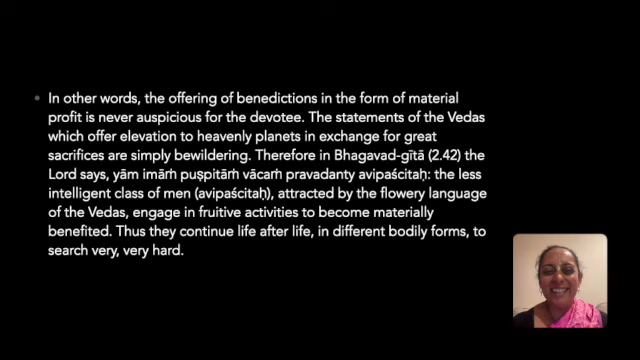 In other words, the offering of benedictions in the form of material
profit is never auspicious for the devotee. The statements of the Vedas
which offer elevation to heavenly planets in exchange for great
sacrifices are simply bewildering. Therefore in Bhagavad-gītā (2.42) the
Lord says, yām imāṁ puṣpitāṁ vācaṁ pravadanty avipaścitaḥ: the less
intelligent class of men (avipaścitaḥ), attracted by the flowery language
of the Vedas, engage in fruitive activities to become materially
benefited. Thus they continue life after life, in different bodily forms, to
search very, very hard.